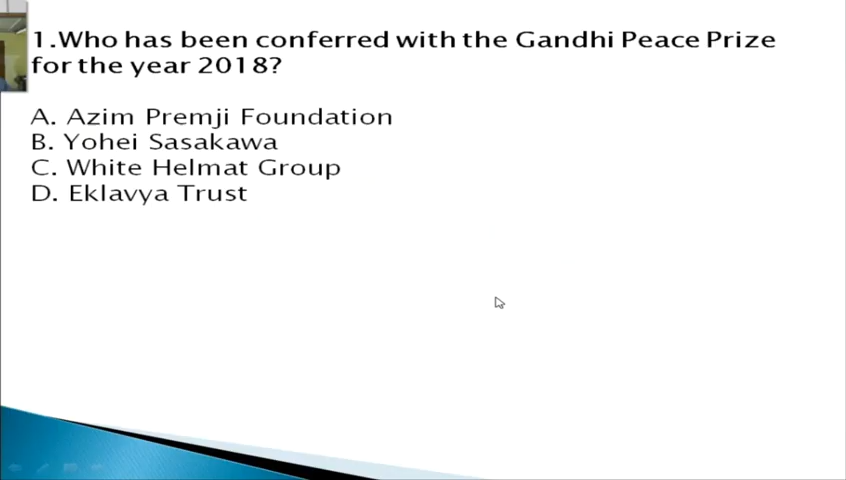 1.Who has been conferred with the Gandhi Peace Prize
for the year 2018?
A. Azim Premji Foundation
B. Yohei Sasakawa
C. White Helmat Group
D. Eklavya Trust